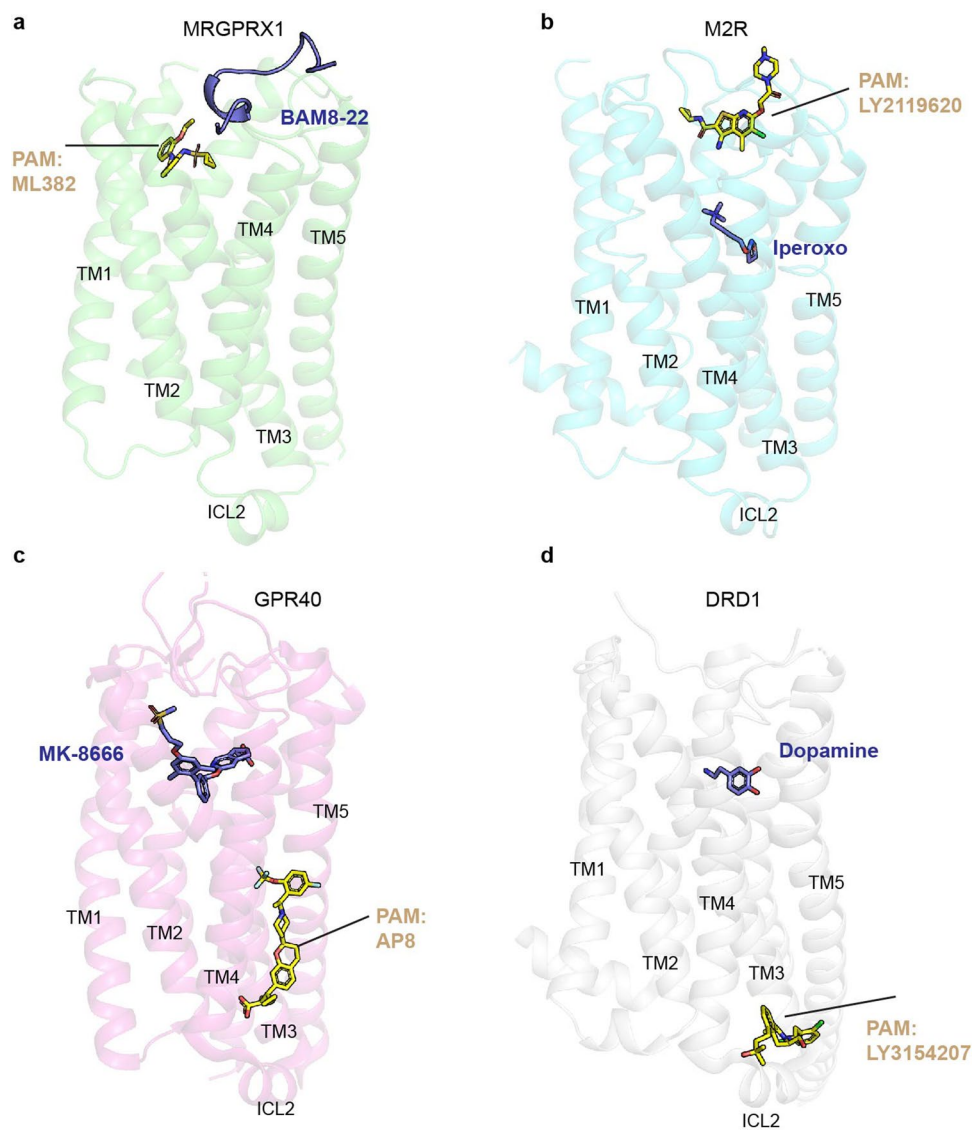 a
MRGPRX1
BAM8-22
PAM:
ML382
TM4
TM5
TM1
TM2
TM3
ICL2
b
M2R
PAM:
LY2119620
Iperoxo
TM5
TM1
TM2
TM4
TM3
ICL2
c
GPR40
MK-8666
TM5
TM1
PAM:
AP8
TM2
TM4
TM3
ICL2
d
DRD1
Dopamine
TM1
TM5
TM4
TM2
TM3
PAM:
LY3154207
ICL2